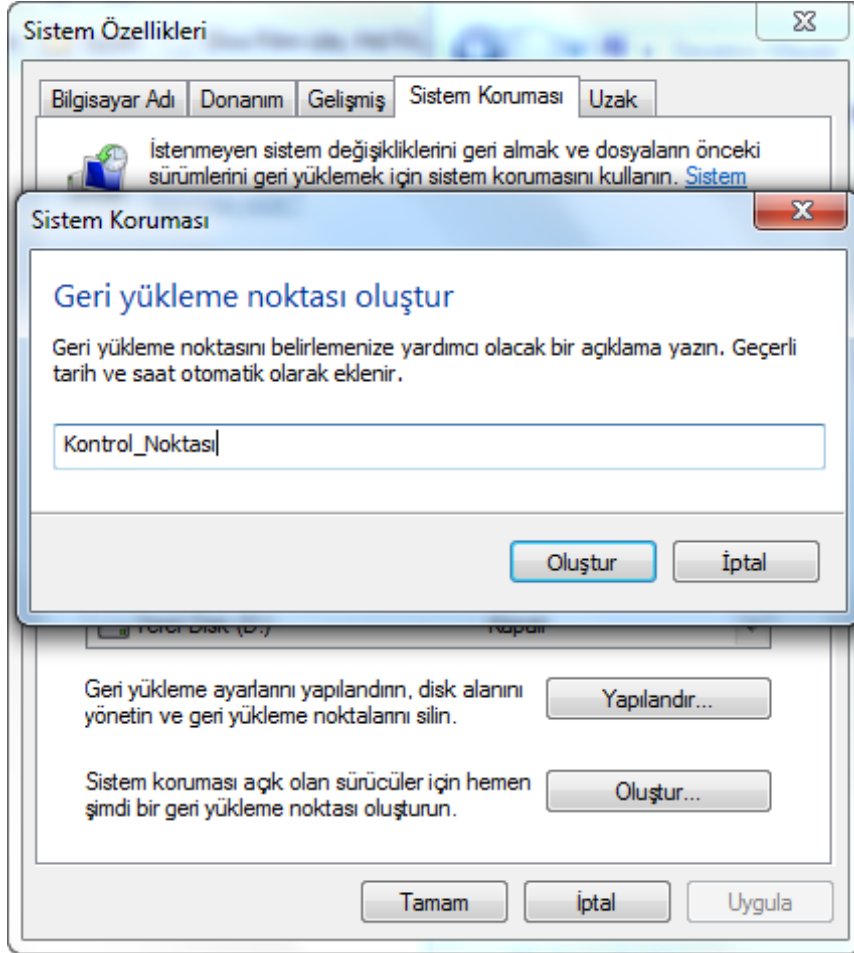 Sistem Özellikleri
Bilgisayar Adı Donanım Gelişmiş Sistem Koruması Uzak
İstenmeyen sistem değişikliklerini geri almak ve dosyaların önceki
sürümlerini geri yüklemek için sistem korumasını kullanın. Sistem
Sistem Koruması
Geri yükleme noktası oluştur
Geri yükleme noktasını belirlemenize yardımcı olacak bir açıklama yazın. Geçerli
tarih ve saat otomatik olarak eklenir.
Kontrol_Noktası
Oluştur İptal
Yerel Disk (D:) Kapalı
Geri yükleme ayarlarını yapılandırın, disk alanını
yönetin ve geri yükleme noktalarını silin.
Yapılandır...
Sistem koruması açık olan sürücüler için hemen
şimdi bir geri yükleme noktası oluşturun.
Oluştur...
Tamam İptal Uygula